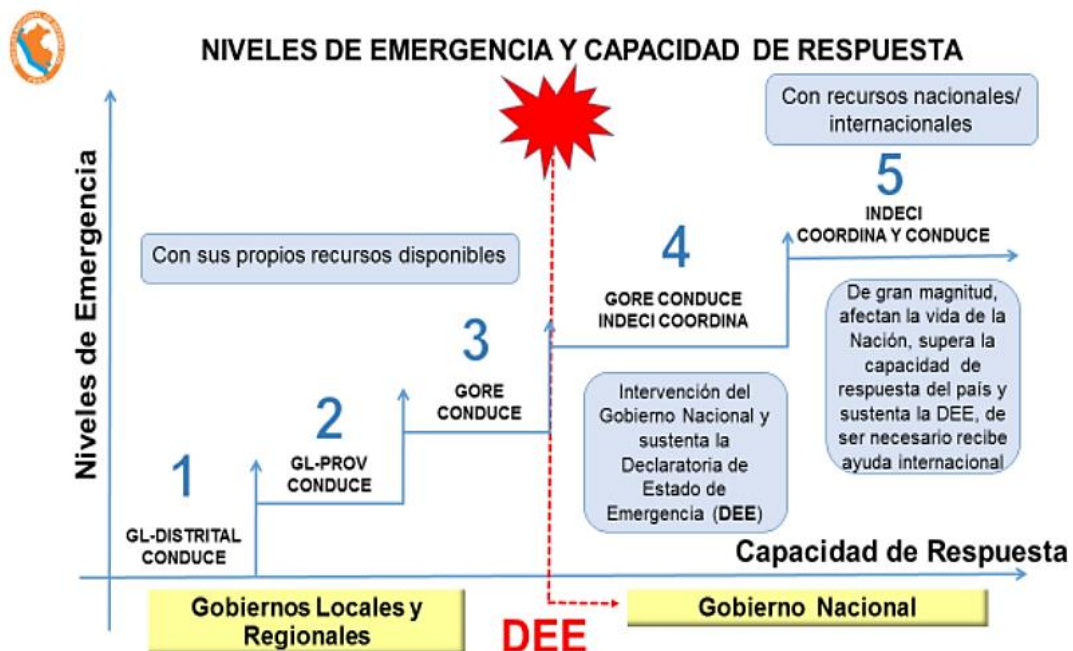 NIVELES DE EMERGENCIA Y CAPACIDAD DE RESPUESTA
Niveles de Emergencia
Con sus propios recursos disponibles
Con recursos nacionales/
internacionales
1
GL-DISTRITAL
CONDUCE
2
GL-PROV
CONDUCE
3
GORE
CONDUCE
4
GORE CONDUCE
INDECI COORDINA
5
INDECI
COORDINA Y CONDUCE
Intervención del
Gobierno Nacional y
sustenta la
Declaratoria de
Estado de
Emergencia (DEE)
De gran magnitud,
afectan la vida de la
Nación, supera la
capacidad de
respuesta del país y
sustenta la DEE, de
ser necesario recibe
ayuda internacional
Capacidad de Respuesta
Gobiernos Locales y
Regionales
DEE
Gobierno Nacional